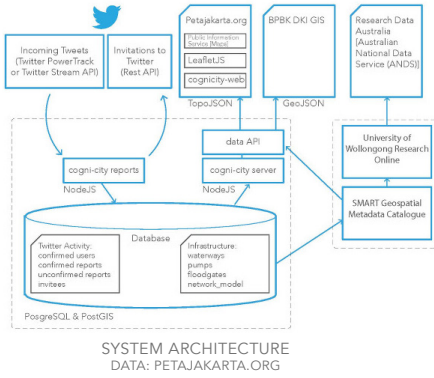 Incoming Tweets
(Twitter PowerTrack
or Twitter Stream API)
Invitations to
Twitter
(Rest API)
Petajakarta.org
Public Information
Service [Maps]
LeafletJS
cognicity-web
TopoJSON
BPBK DKI GIS
GeoJSON
Research Data
Australia
[Australian
National Data
Service (ANDS)]
data API
cogni-city reports
NodeJS
cogni-city server
NodeJS
University of
Wollongong Research
Online
SMART Geospatial
Metadata Catalogue
Database
Twitter Activity:
confirmed users
confirmed reports
unconfirmed reports
invitees
Infrastructure:
waterways
pumps
floodgates
network_model
PosgreSQL & PostGIS
SYSTEM ARCHITECTURE
DATA: PETAJAKARTA.ORG